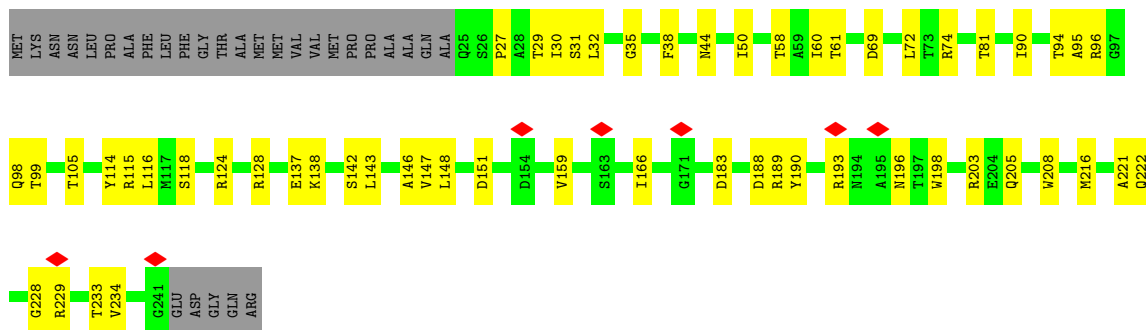 MET LYS ASN ASN LEU PRO ALA PHE LEU PHE GLY THR ALA MET MET VAL VAL MET PRO PRO ALA ALA GLN ALA Q25 S26 P27 A28 T29 I30 S31 L32 G35 F38 N44 I50 T58 A59 I60 T61 D69 L72 T73 R74 T81 I90 T94 A95 R96 G97
Q98 T99 T105 Y114 R115 L116 M117 S118 R124 R128 E137 K138 S142 L143 A146 V147 L148 D151 D154 V159 S163 I166 G171 D183 D188 R189 Y190 R193 N194 A195 N196 T197 W198 R203 E204 Q205 W208 M216 A221 Q222
G228 R229 T233 V234 G241 GLU ASP GLY GLN ARG